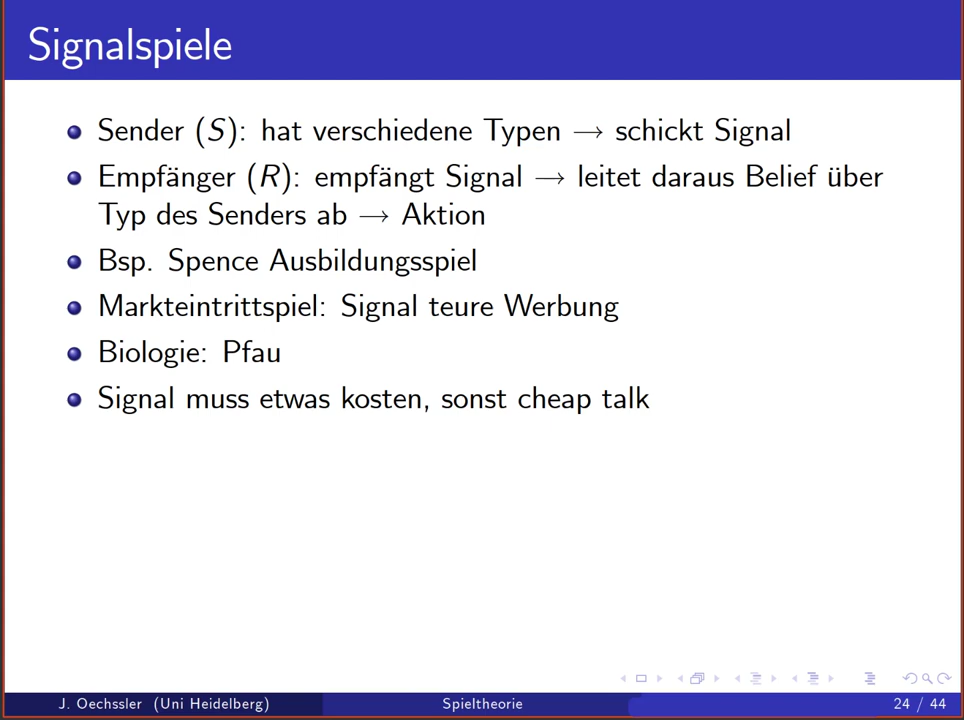 Signalspiele
Sender (S): hat verschiedene Typen → schickt Signal
Empfänger (R): empfängt Signal → leitet daraus Belief über
Typ des Senders ab → Aktion
Bsp. Spence Ausbildungsspiel
Markteintrittspiel: Signal teure Werbung
Biologie: Pfau
Signal muss etwas kosten, sonst cheap talk
J. Oechssler (Uni Heidelberg) Spieltheorie 24 / 44